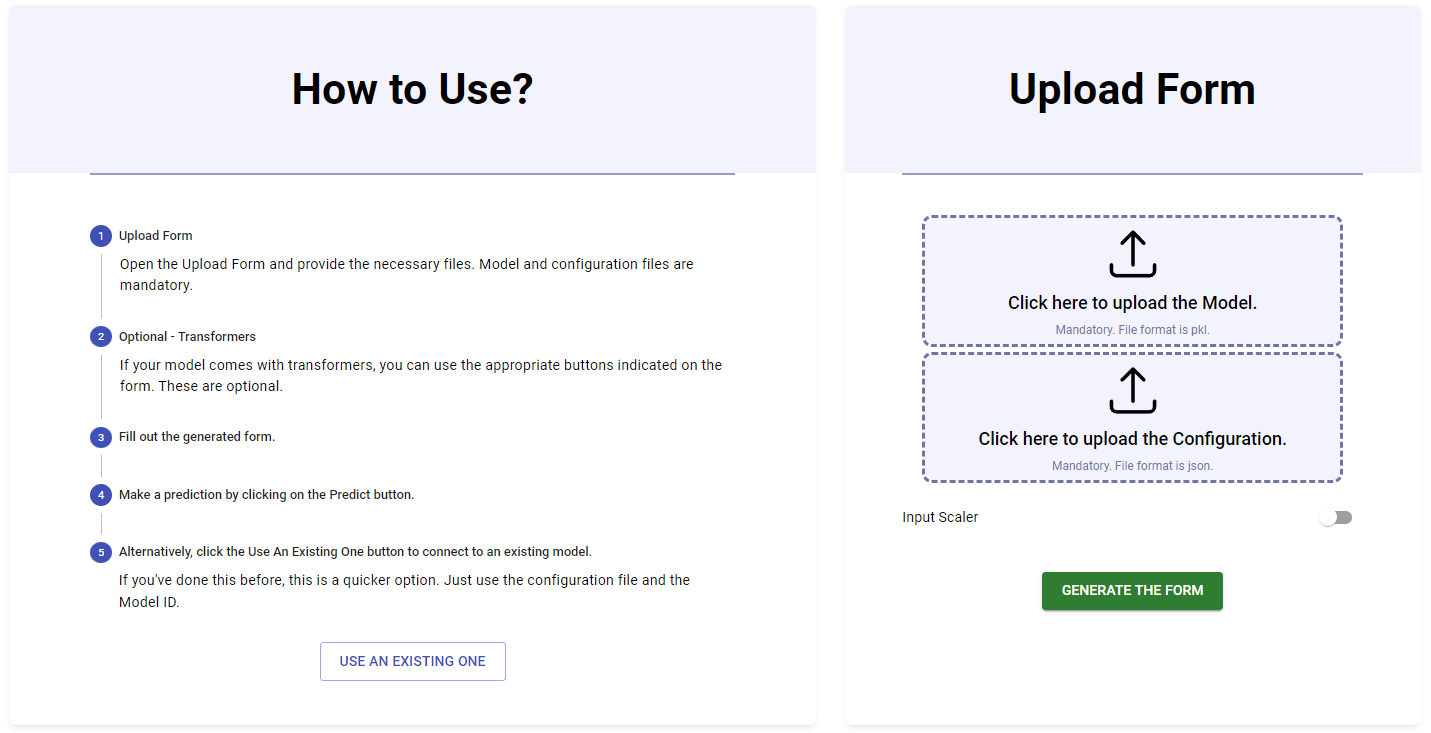 How to Use?
1 Upload Form
Open the Upload Form and provide the necessary files. Model and configuration files are
mandatory.
2 Optional - Transformers
If your model comes with transformers, you can use the appropriate buttons indicated on the
form. These are optional.
3 Fill out the generated form.
4 Make a prediction by clicking on the Predict button.
5 Alternatively, click the Use An Existing One button to connect to an existing model.
If you've done this before, this is a quicker option. Just use the configuration file and the
Model ID.
USE AN EXISTING ONE
Upload Form
Click here to upload the Model.
Mandatory. File format is pkl.
Click here to upload the Configuration.
Mandatory. File format is json.
Input Scaler
GENERATE THE FORM